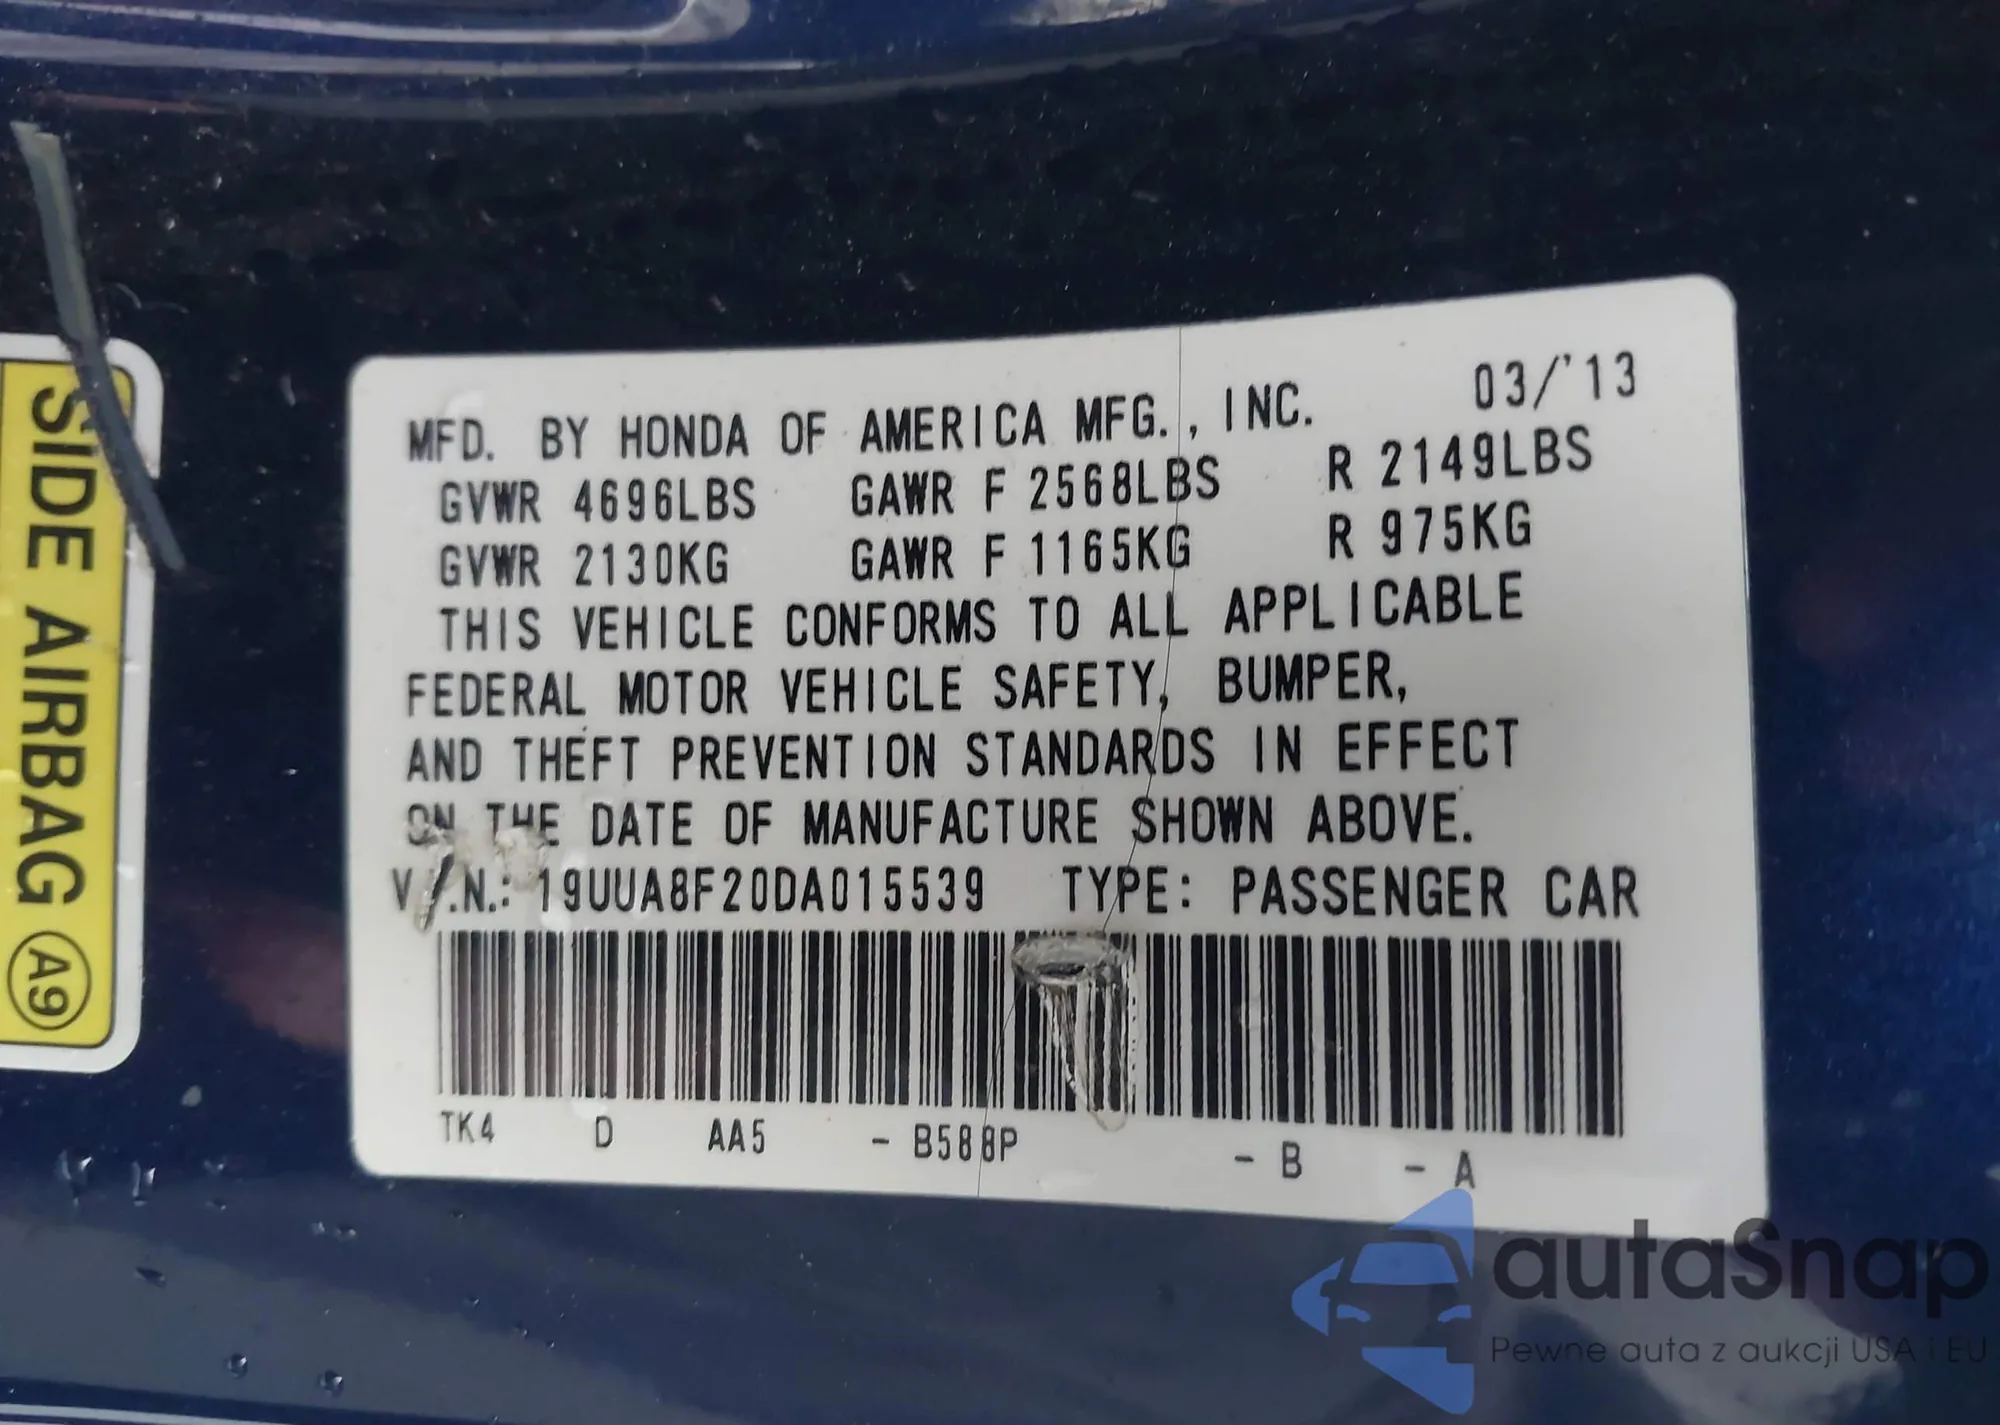 03/'13
MFD. BY HONDA OF AMERICA MFG., INC.
GVWR 4696LBS GAWR F 2568LBS R 2149LBS
GVWR 2130KG GAWR F 1165KG R 975KG
THIS VEHICLE CONFORMS TO ALL APPLICABLE
FEDERAL MOTOR VEHICLE SAFETY, BUMPER,
AND THEFT PREVENTION STANDARDS IN EFFECT
ON THE DATE OF MANUFACTURE SHOWN ABOVE.
V.I.N.: 19UUA8F20DA015539 TYPE: PASSENGER CAR
TK4 D AA5 - B588P - B - A
SIDE AIRBAG A9
autaSnap
Pewne auta z aukcji USA i EU